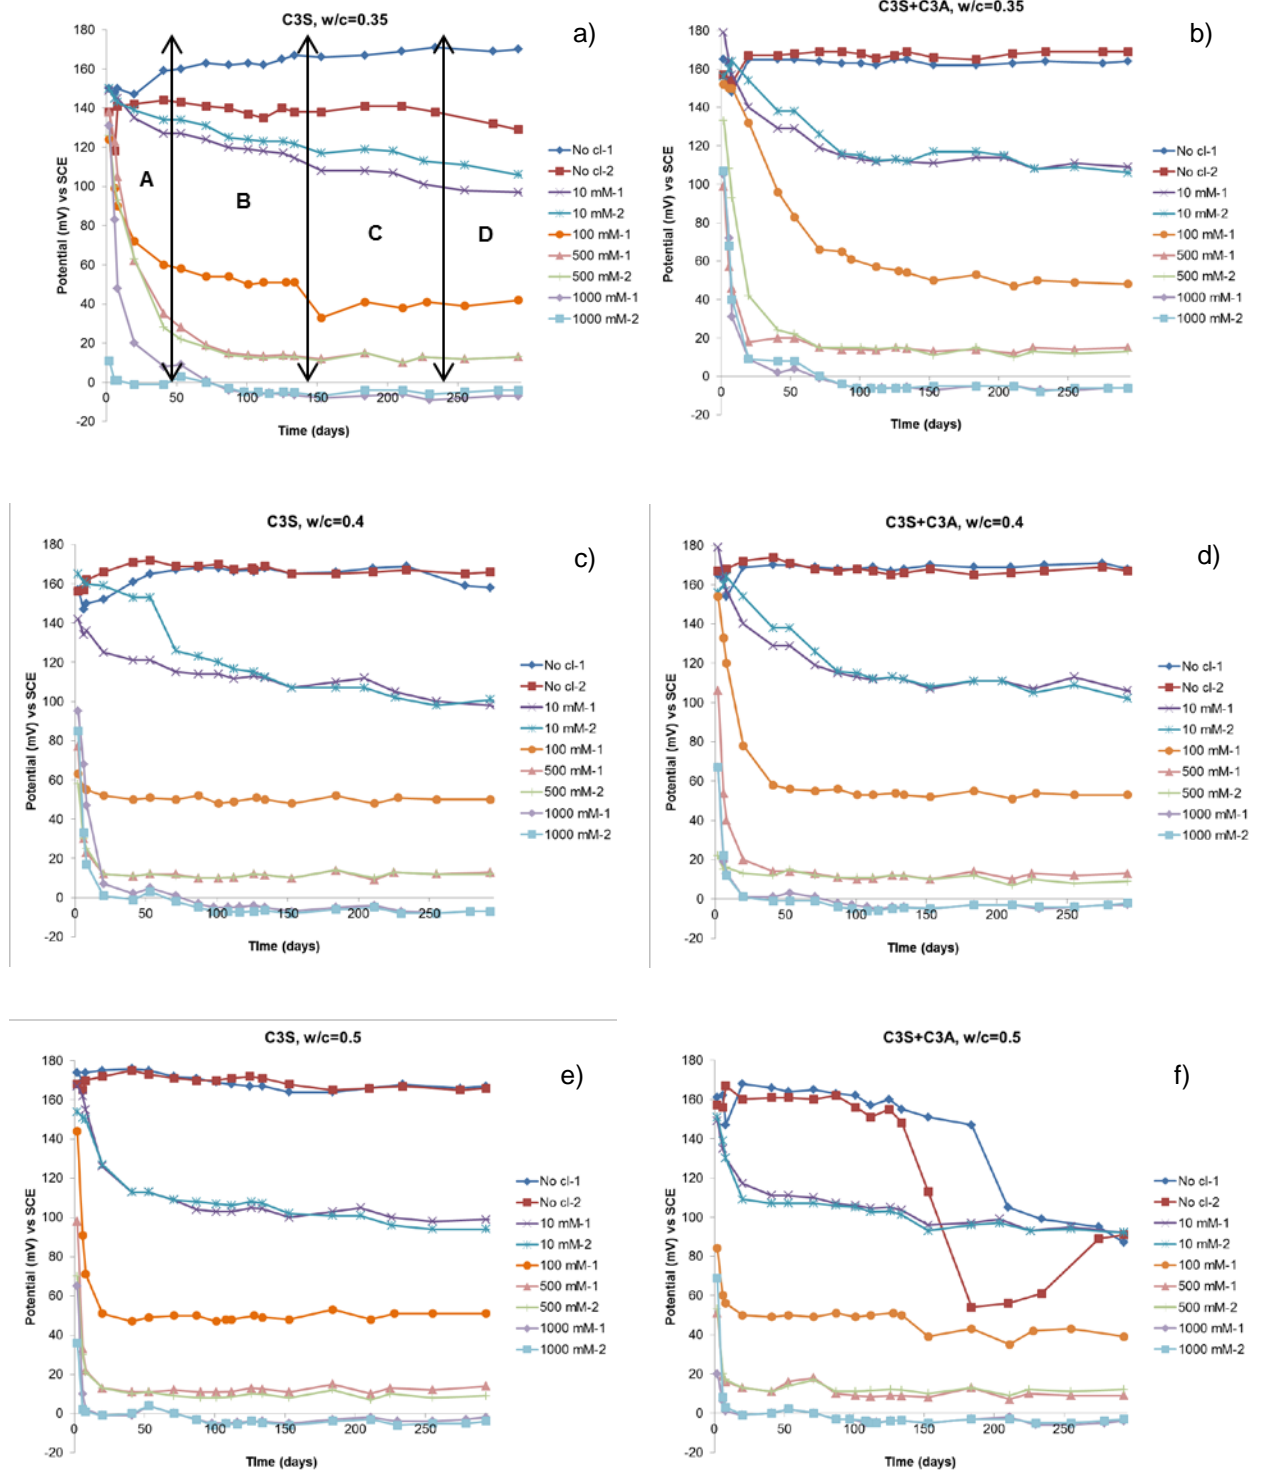 C3S, w/c=0.35
a)
180
160
140
120
100
80
60
40
20
0
-20
Potential (mV) vs SCE
A
B
C
D
0 50 100 150 200 250
Time (days)
No cl-1
No cl-2
10 mM-1
10 mM-2
100 mM-1
500 mM-1
500 mM-2
1000 mM-1
1000 mM-2
C3S+C3A, w/c=0.35
b)
180
160
140
120
100
80
60
40
20
0
-20
Potential (mV) vs SCE
0 50 100 150 200 250
TIme (days)
No cl-1
No cl-2
10 mM-1
10 mM-2
100 mM-1
500 mM-1
500 mM-2
1000 mM-1
1000 mM-2
C3S, w/c=0.4
c)
180
160
140
120
100
80
60
40
20
0
-20
Potential (mV) vs SCE
0 50 100 150 200 250
TIme (days)
No cl-1
No cl-2
10 mM-1
10 mM-2
100 mM-1
500 mM-1
500 mM-2
1000 mM-1
1000 mM-2
C3S+C3A, w/c=0.4
d)
180
160
140
120
100
80
60
40
20
0
-20
Potential (mV) vs SCE
0 50 100 150 200 250
TIme (days)
No cl-1
No cl-2
10 mM-1
10 mM-2
100 mM-1
500 mM-1
500 mM-2
1000 mM-1
1000 mM-2
C3S, w/c=0.5
e)
180
160
140
120
100
80
60
40
20
0
-20
Potential (mV) vs SCE
0 50 100 150 200 250
TIme (days)
No cl-1
No cl-2
10 mM-1
10 mM-2
100 mM-1
500 mM-1
500 mM-2
1000 mM-1
1000 mM-2
C3S+C3A, w/c=0.5
f)
180
160
140
120
100
80
60
40
20
0
-20
Potential (mV) vs SCE
0 50 100 150 200 250
TIme (days)
No cl-1
No cl-2
10 mM-1
10 mM-2
100 mM-1
500 mM-1
500 mM-2
1000 mM-1
1000 mM-2